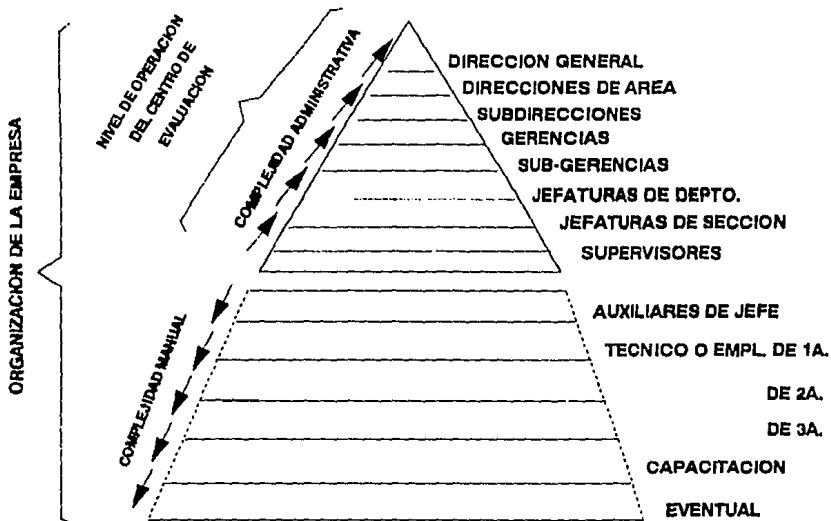 ORGANIZACION DE LA EMPRESA
NIVEL DE OPERACION
DEL CENTRO DE
EVALUACION
COMPLEJIDAD ADMINISTRATIVA
COMPLEJIDAD MANUAL
DIRECCION GENERAL
DIRECCIONES DE AREA
SUBDIRECCIONES
GERENCIAS
SUB-GERENCIAS
JEFATURAS DE DEPTO.
JEFATURAS DE SECCION
SUPERVISORES
AUXILIARES DE JEFE
TECNICO O EMPL. DE 1A.
DE 2A.
DE 3A.
CAPACITACION
EVENTUAL